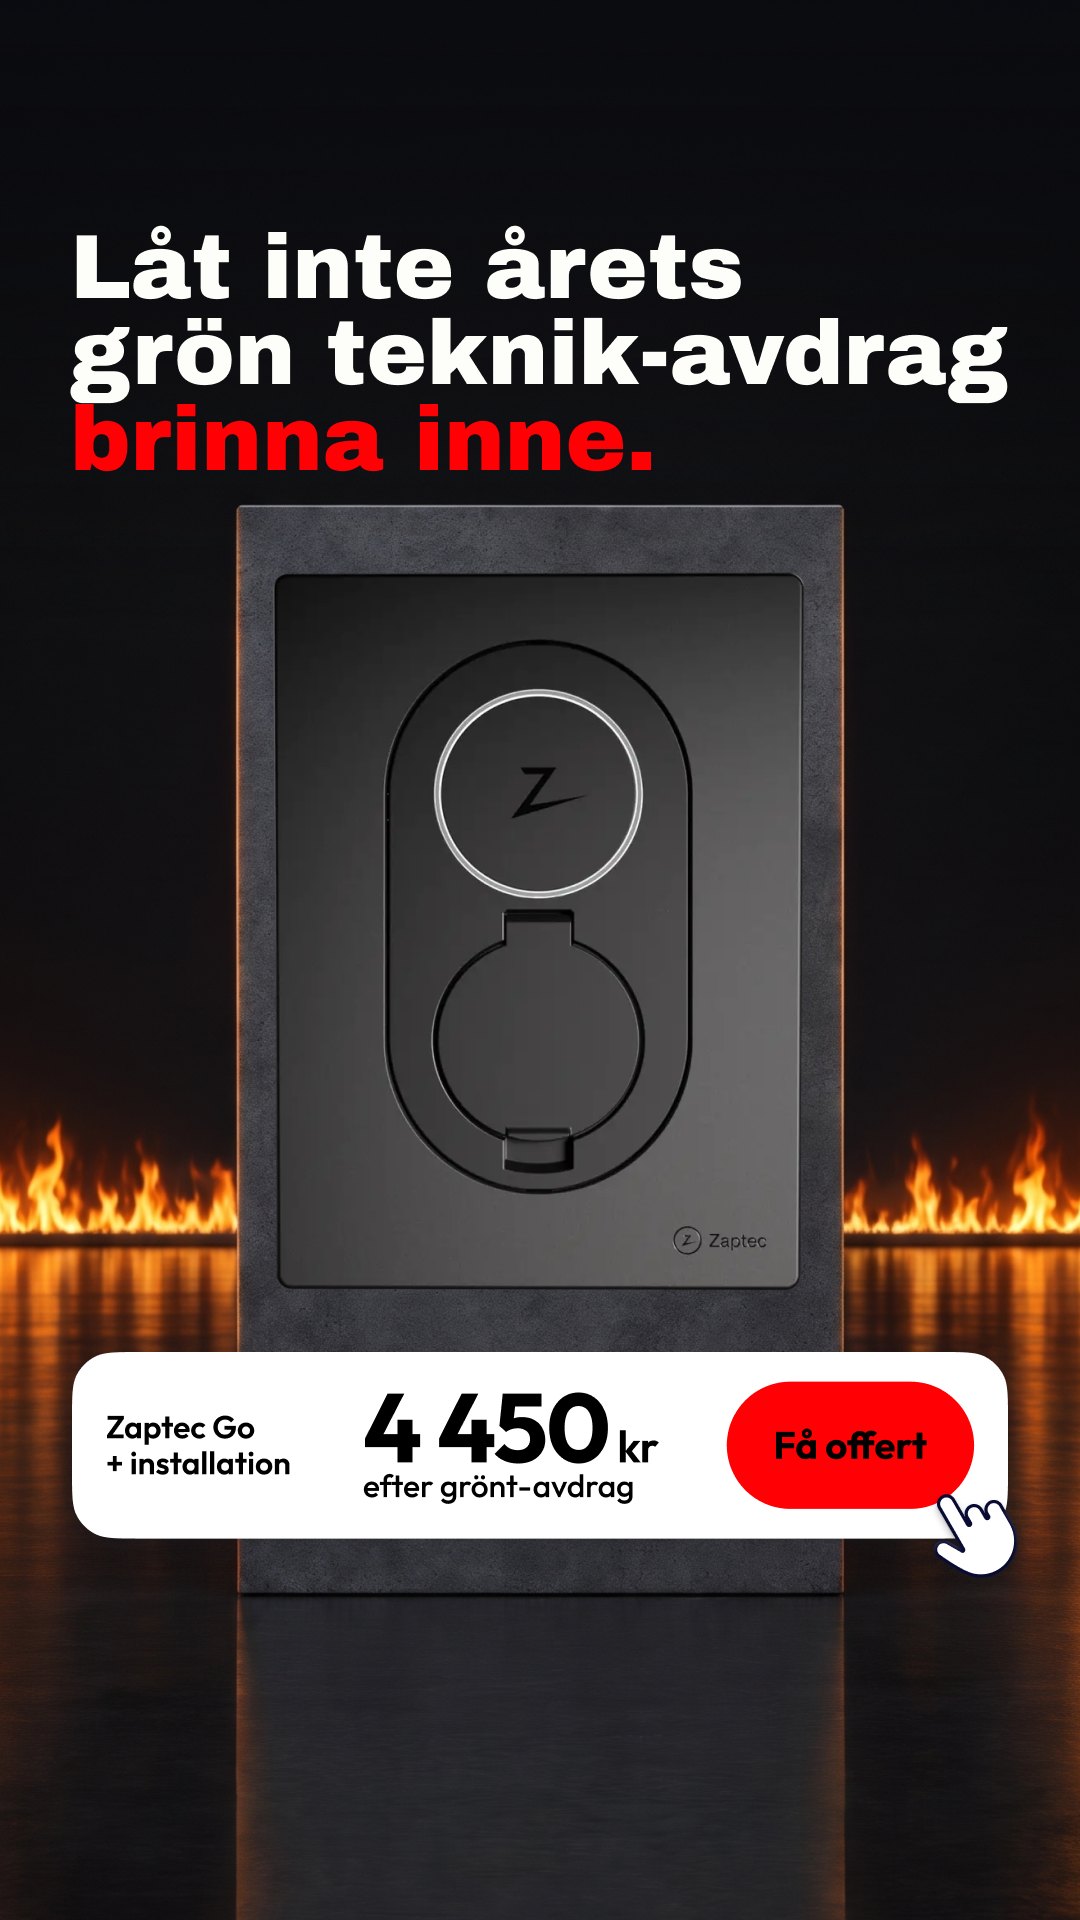 Låt inte årets
grön teknik-avdrag
brinna inne.
Z
Z Zaptec
Zaptec Go
+ installation
4 450 kr
efter grönt-avdrag
Få offert